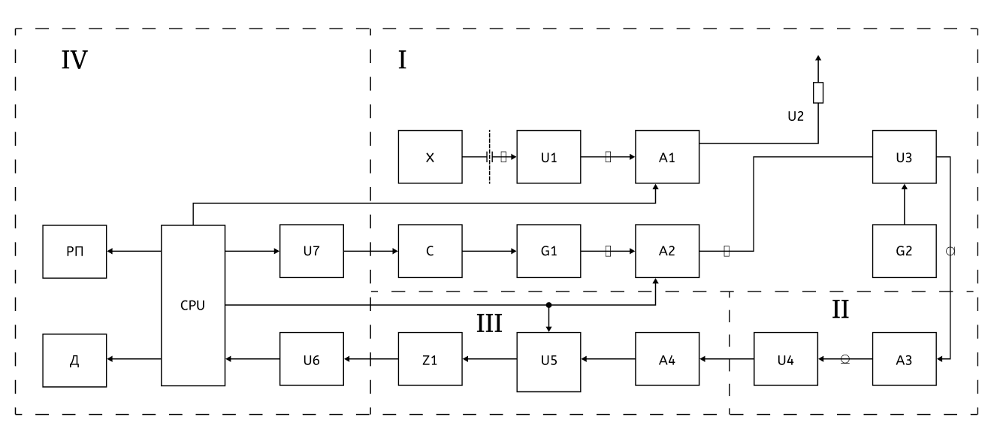 IV
I
U2
X
U1
A1
U3
РП
CPU
U7
C
G1
A2
G2
III
II
Д
U6
Z1
U5
A4
U4
A3